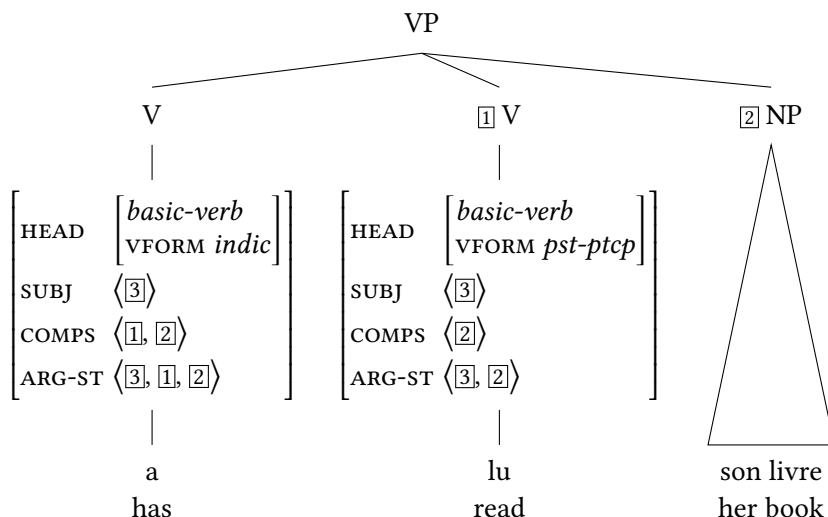 VP
V 1 V 2 NP
HEAD [basic-verb VFORM indic] HEAD [basic-verb VFORM pst-ptcp]
SUBJ ⟨3⟩ SUBJ ⟨3⟩
COMPS ⟨1, 2⟩ COMPS ⟨2⟩
ARG-ST ⟨3, 1, 2⟩ ARG-ST ⟨3, 2⟩
a lu son livre
has read her book